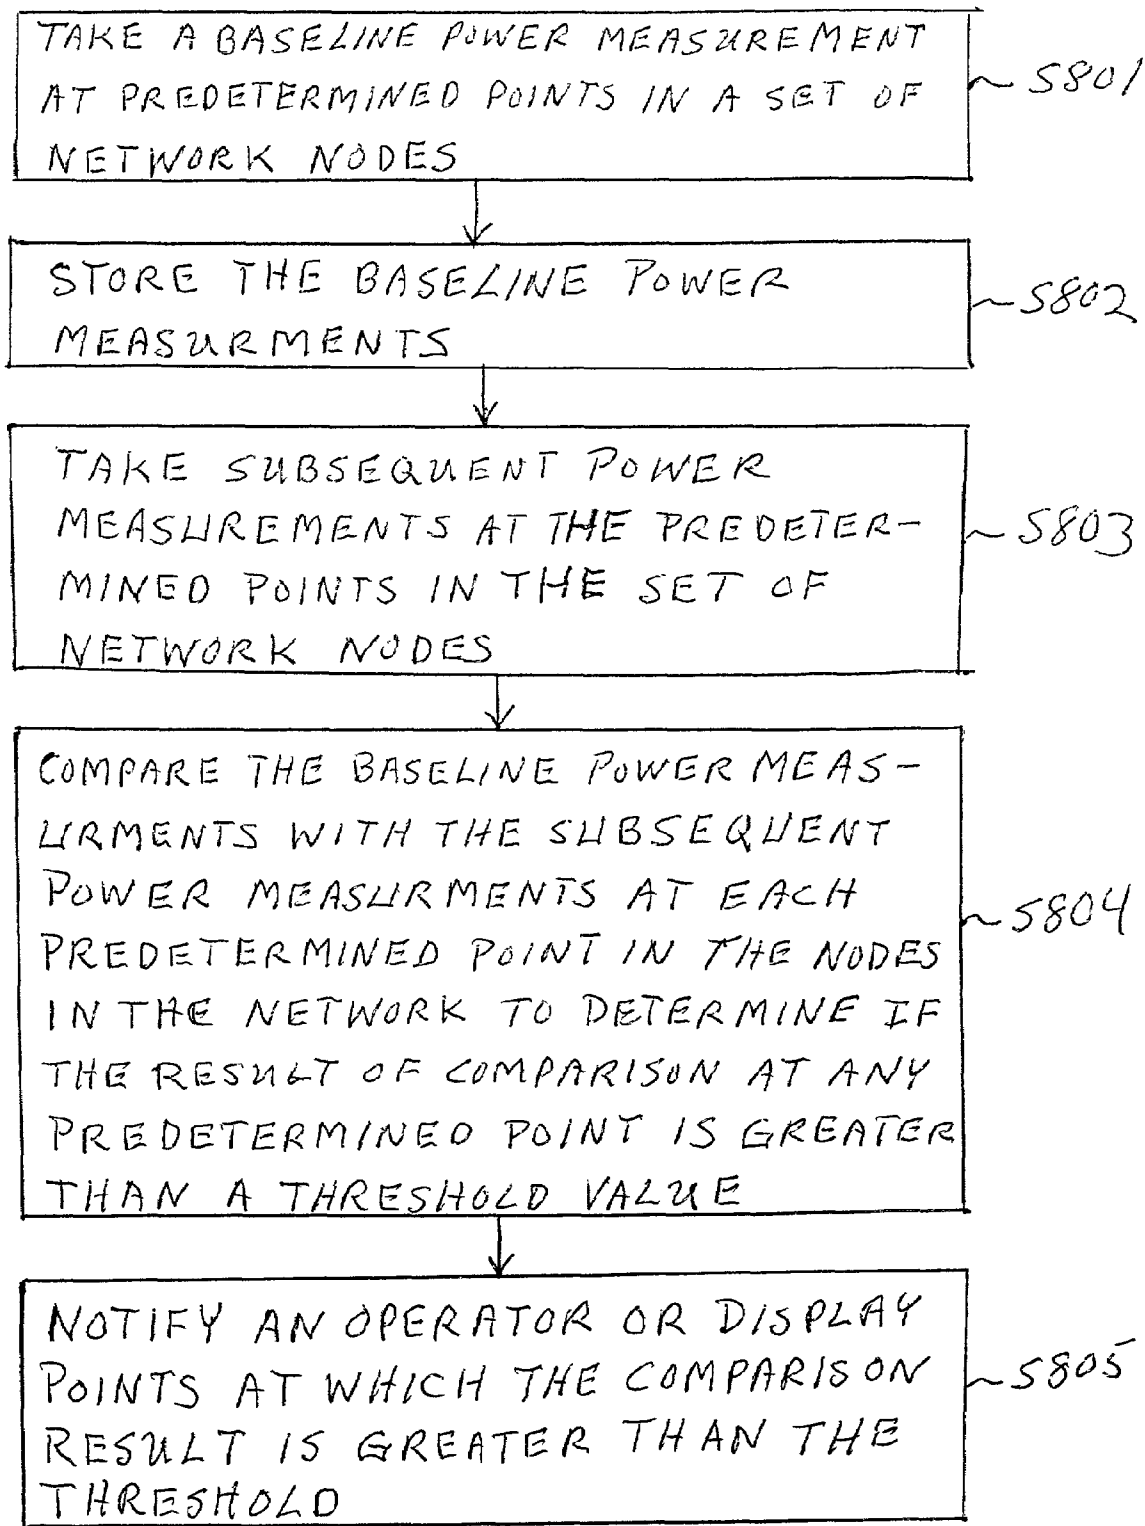 TAKE A BASELINE POWER MEASUREMENT
AT PREDETERMINED POINTS IN A SET OF
NETWORK NODES
S801
STORE THE BASELINE POWER
MEASURMENTS
S802
TAKE SUBSEQUENT POWER
MEASUREMENTS AT THE PREDETER-
MINED POINTS IN THE SET OF
NETWORK NODES
S803
COMPARE THE BASELINE POWER MEAS-
URMENTS WITH THE SUBSEQUENT
POWER MEASURMENTS AT EACH
PREDETERMINED POINT IN THE NODES
IN THE NETWORK TO DETERMINE IF
THE RESULT OF COMPARISON AT ANY
PREDETERMINED POINT IS GREATER
THAN A THRESHOLD VALUE
S804
NOTIFY AN OPERATOR OR DISPLAY
POINTS AT WHICH THE COMPARISON
RESULT IS GREATER THAN THE
THRESHOLD
S805